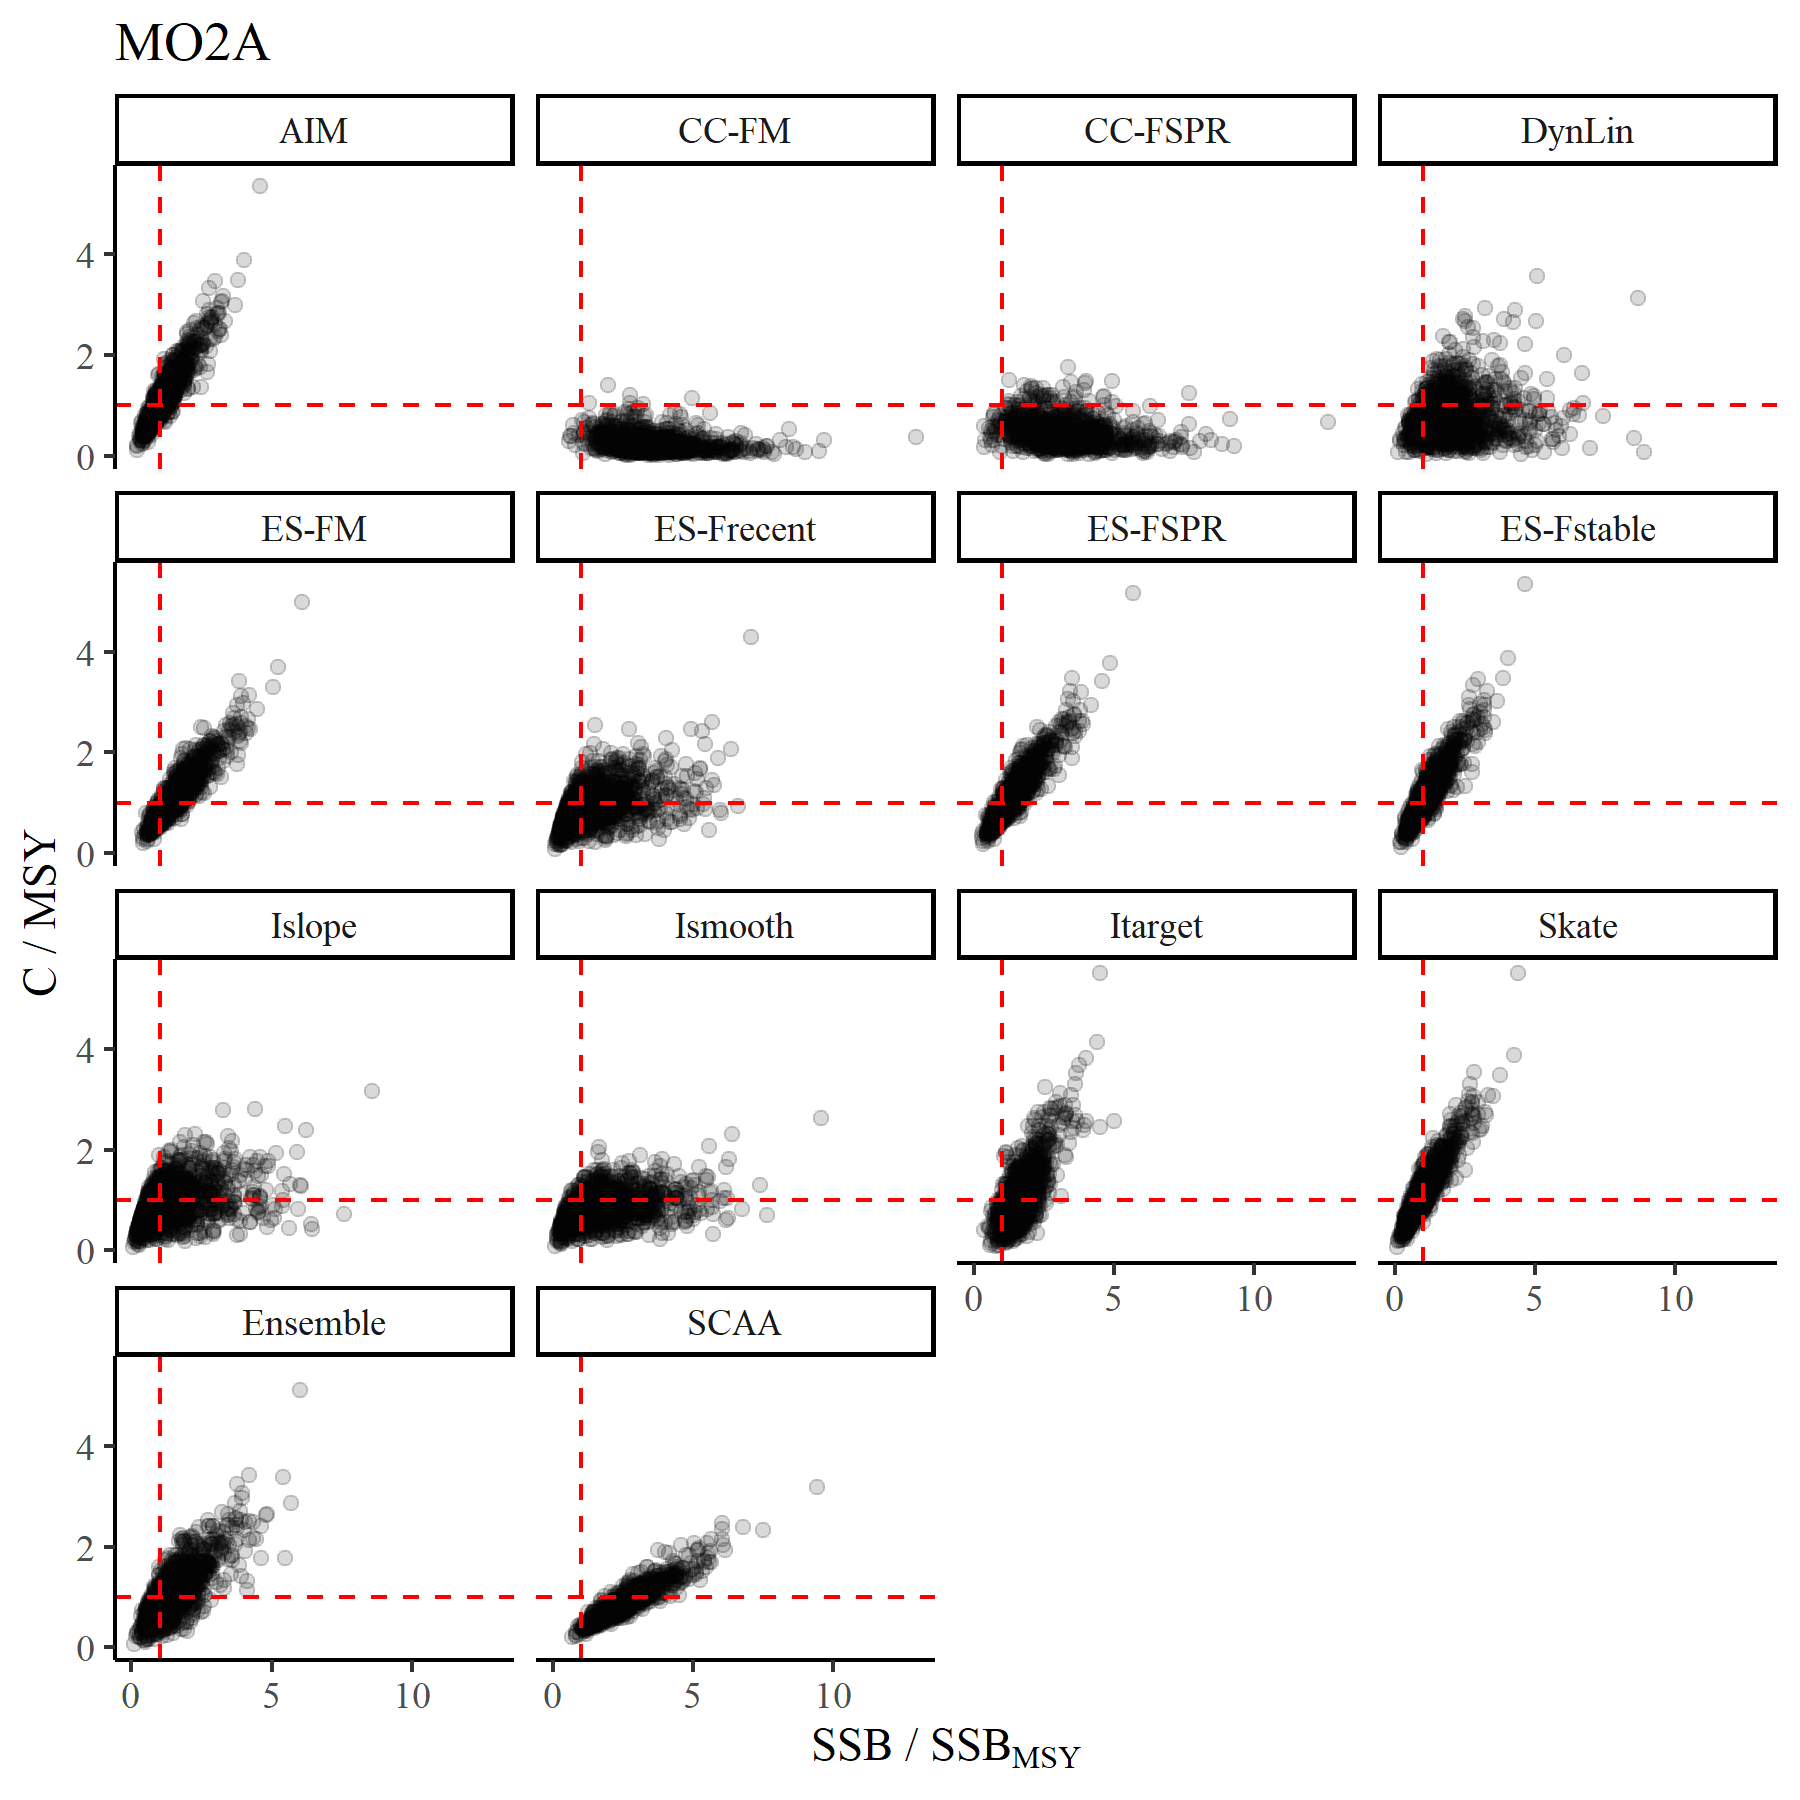 MO2A
AIM CC-FM CC-FSPR DynLin
4
2
0
ES-FM ES-Frecent ES-FSPR ES-Fstable
4
2
0
Islope Ismooth Itarget Skate
4
2
0
0 5 10 0 5 10
Ensemble SCAA
4
2
0
0 5 10 0 5 10
C / MSY
SSB / SSB_MSY